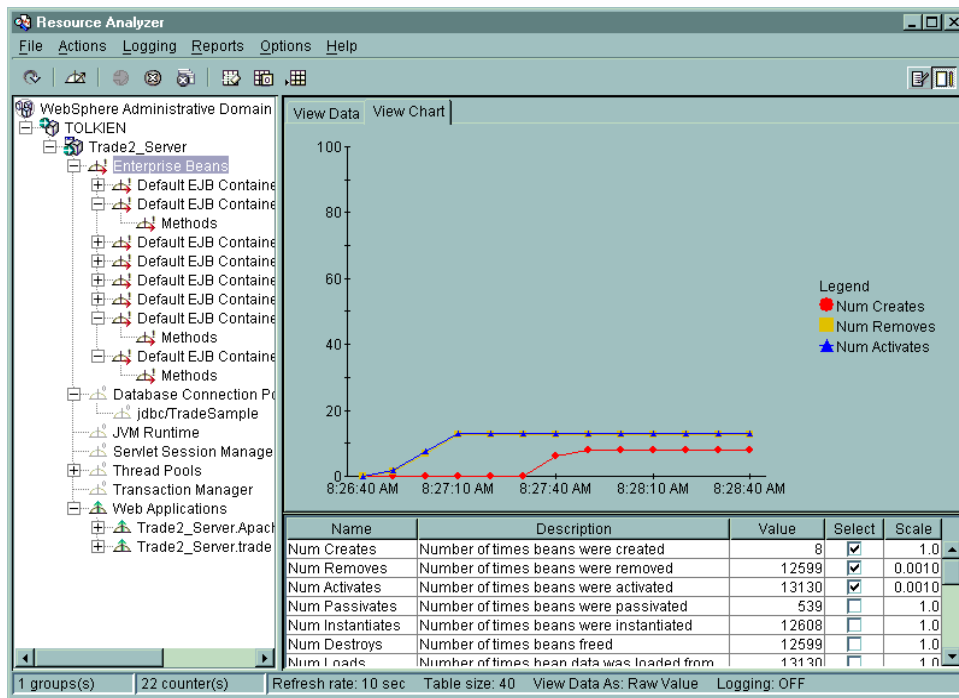 Resource Analyzer
File Actions Logging Reports Options Help
WebSphere Administrative Domain
TOLKIEN
Trade2_Server
Enterprise Beans
Default EJB Containe
Default EJB Containe
Methods
Default EJB Containe
Default EJB Containe
Default EJB Containe
Default EJB Containe
Default EJB Containe
Methods
Default EJB Containe
Methods
Database Connection Po
jdbc/TradeSample
JVM Runtime
Servlet Session Manage
Thread Pools
Transaction Manager
Web Applications
Trade2_Server.Apach
Trade2_Server.trade
View Data View Chart
100
80
60
40
20
0
8:26:40 AM 8:27:10 AM 8:27:40 AM 8:28:10 AM 8:28:40 AM
Legend
Num Creates
Num Removes
Num Activates
Name Description Value Select Scale
Num Creates Number of times beans were created 8 1.0
Num Removes Number of times beans were removed 12599 0.0010
Num Activates Number of times beans were activated 13130 0.0010
Num Passivates Number of times beans were passivated 539 1.0
Num Instantiates Number of times beans were instantiated 12608 1.0
Num Destroys Number of times beans freed 12599 1.0
Num Loads Number of times bean data was loaded from 13130 1.0
1 groups(s) 22 counter(s) Refresh rate: 10 sec Table size: 40 View Data As: Raw Value Logging: OFF